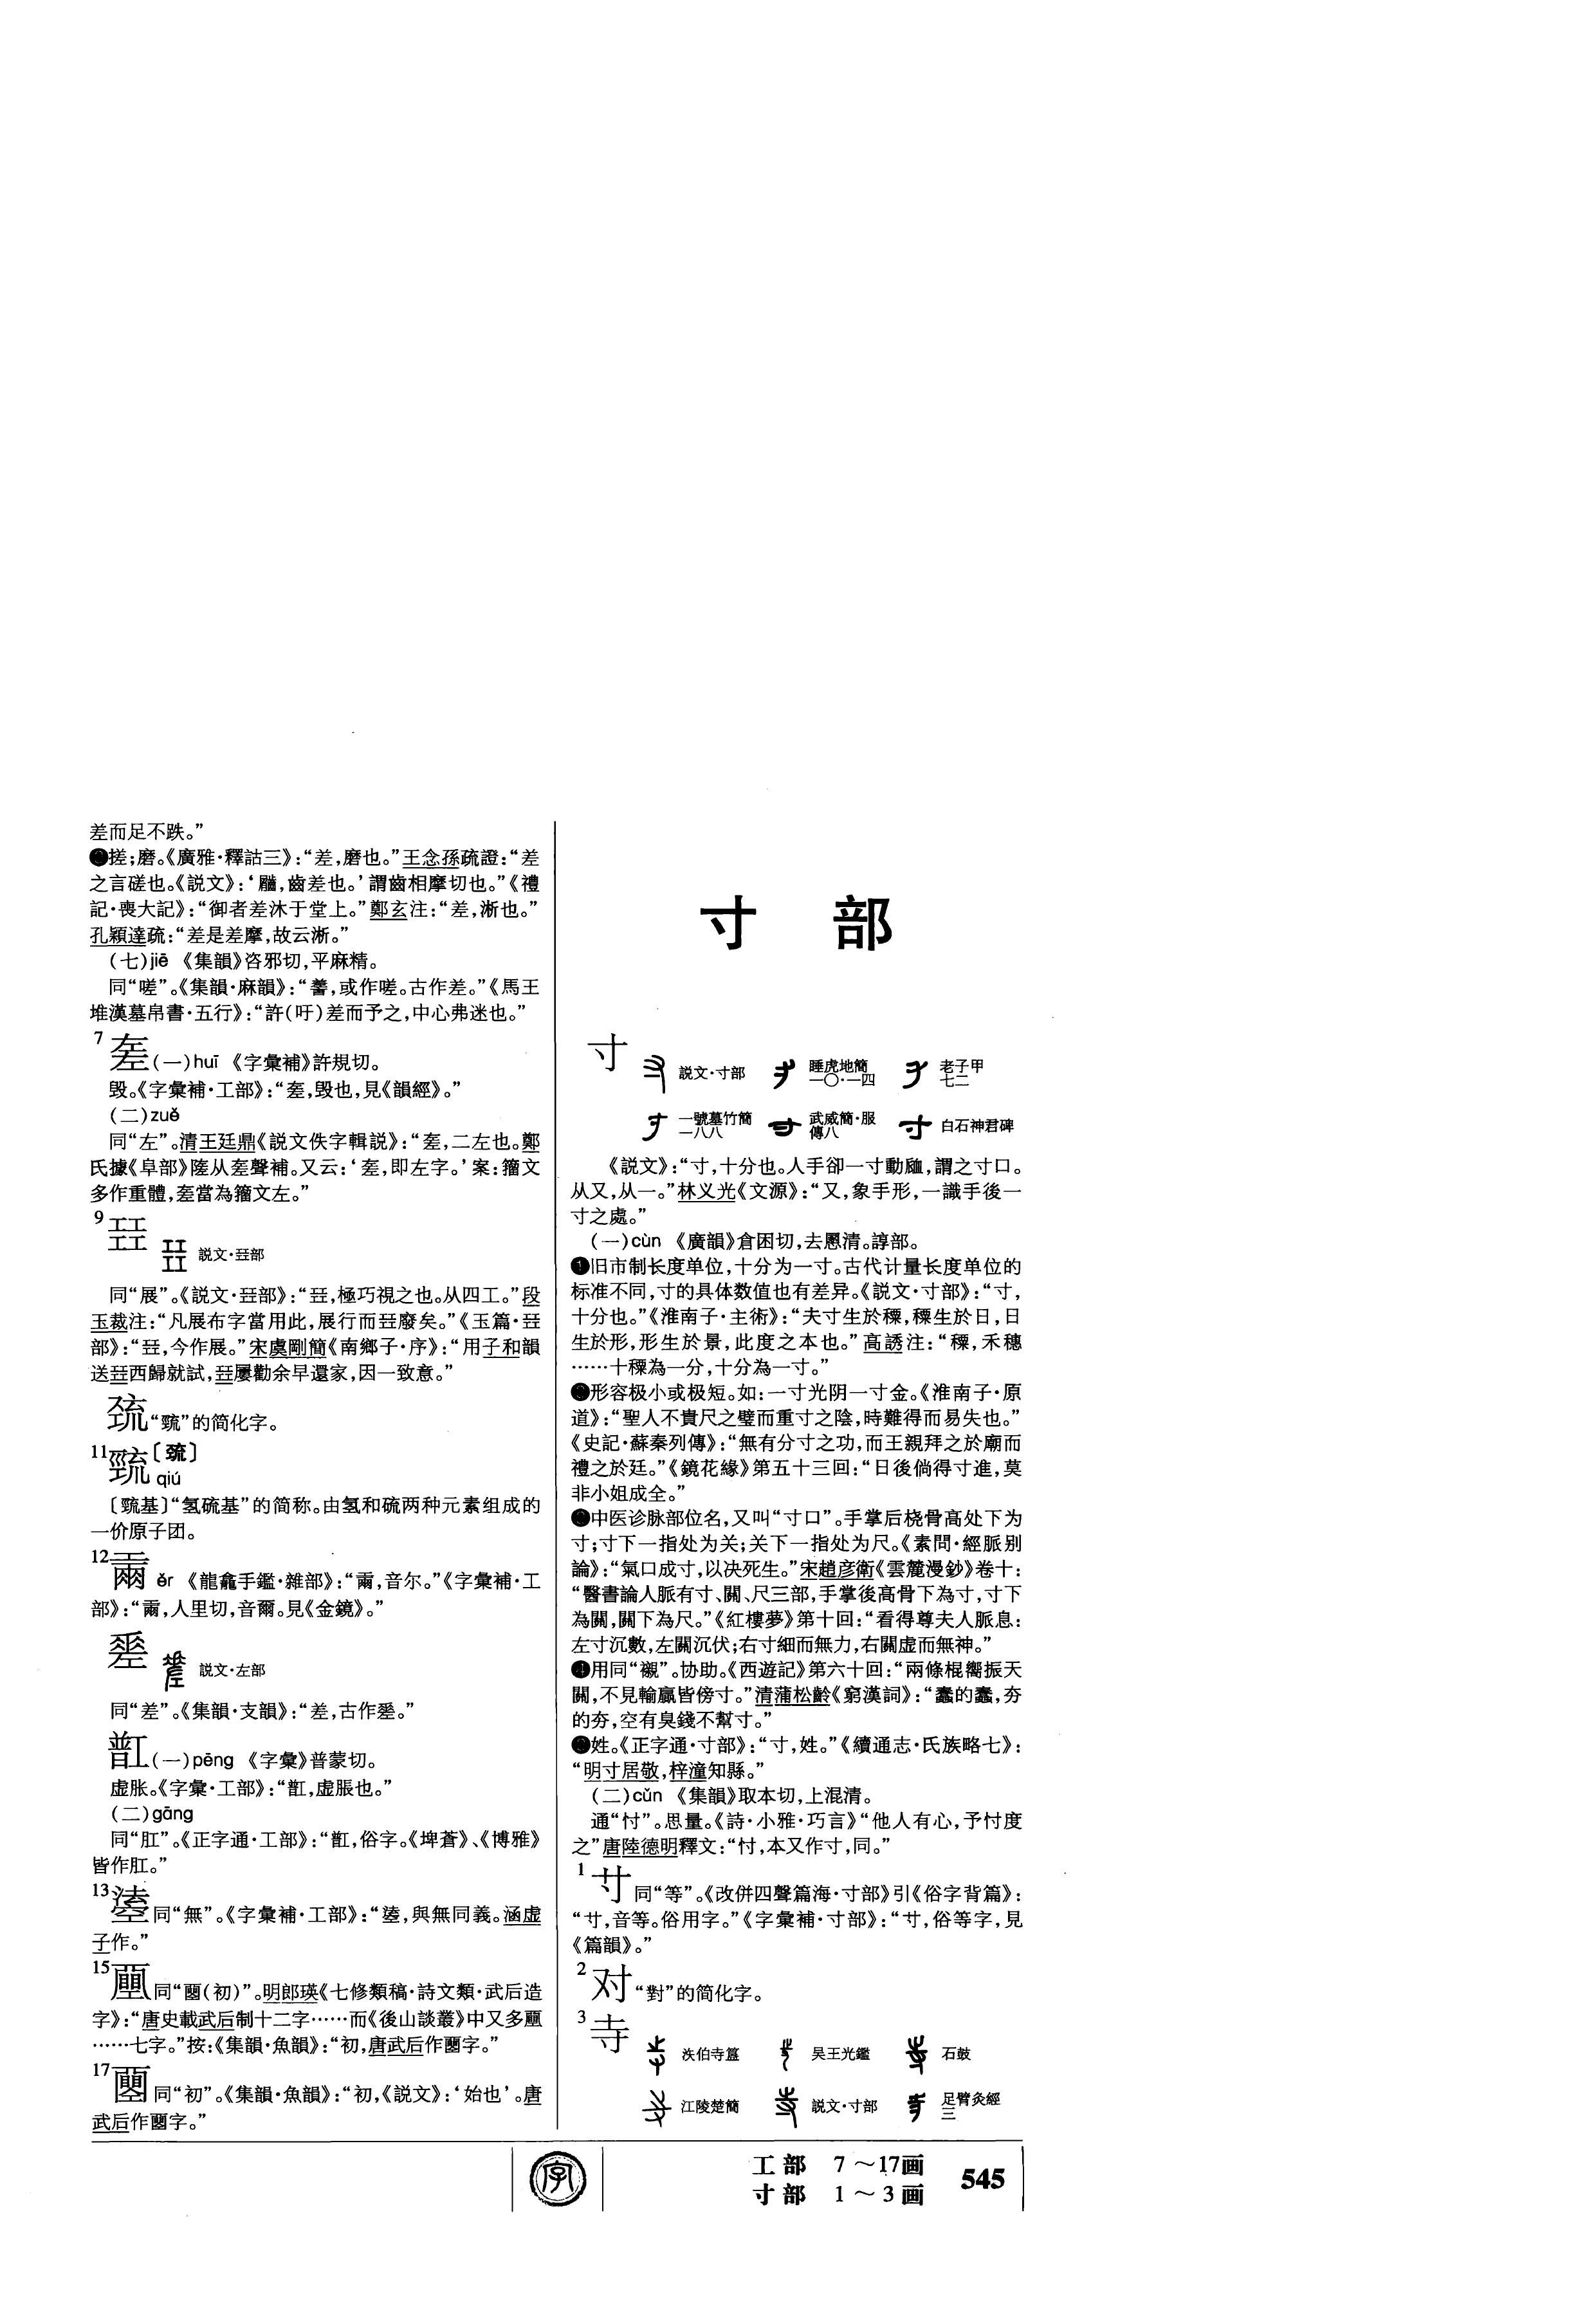 差而足不跌。”
搓；磨。《廣雅·釋詁三》：“差，磨也。”王念孫疏證：“差
之言磋也。《説文》：‘，齒差也。’謂齒相摩切也。”《禮
記·喪大記》：“御者差沐于堂上。”鄭玄注：“差，淅也。”
孔穎達疏：“差是差摩，故云淅。”
(七)jiē 《集韻》咨邪切，平麻精。
同“嗟”。《集韻·麻韻》：“，或作嗟。古作差。”《馬王
堆漢墓帛書·五行》：“許(吁)差而予之，中心弗迷也。”
7
(一)huī 《字彙補》許規切。
毁。《字彙補·工部》：“，毁也，見《韻經》。”
(二)zuǒ
同“左”。清王廷鼎《説文佚字輯説》：“，二左也。鄭
氏據《阜部》陸从聲補。又云：‘，即左字。’案：籀文
多作重體，當為籀文左。”
9 㠭
説文·㠭部
同“展”。《説文·㠭部》：“㠭，極巧視之也。从四工。”段
玉裁注：“凡展布字當用此，展行而㠭廢矣。”《玉篇·㠭
部》：“㠭，今作展。”宋虞剛簡《南鄉子·序》：“用子和韻
送㠭西歸就試，㠭屢勸余早還家，因一致意。”
巯“巰”的简化字。
11 巰〔巯〕
qiú
〔巰基〕“氢硫基”的简称。由氢和硫两种元素组成的
一价原子团。
12
ěr 《龍龕手鑑·雜部》：“，音尔。”《字彙補·工
部》：“，人里切，音爾。見《金鏡》。”
説文·左部
同“差”。《集韻·支韻》：“差，古作。”
(一)pēng 《字彙》普蒙切。
虚胀。《字彙·工部》：“，虚脹也。”
(二)gāng
同“肛”。《正字通·工部》：“，俗字。《埤蒼》、《博雅》
皆作肛。”
13
同“無”。《字彙補·工部》：“，與無同義。涵虚
子作。”
15
同“(初)”。明郎瑛《七修類稿·詩文類·武后造
字》：“唐史載武后制十二字……而《後山談叢》中又多
……七字。”按：《集韻·魚韻》：“初，唐武后作字。”
17
同“初”。《集韻·魚韻》：“初，《説文》：‘始也’。唐
武后作字。”
寸 部
寸
説文·寸部 睡虎地簡一〇·一四 老子甲七二
一號墓竹簡一八八 武威簡·服傳八 白石神君碑
《説文》：“寸，十分也。人手卻一寸動𧖴，謂之寸口。
从又，从一。”林义光《文源》：“又，象手形，一識手後一
寸之處。”
(一)cùn 《廣韻》倉困切，去慁清。諄部。
❶旧市制长度单位，十分为一寸。古代计量长度单位的
标准不同，寸的具体数值也有差异。《説文·寸部》：“寸，
十分也。”《淮南子·主術》：“夫寸生於䅺，䅺生於日，日
生於形，形生於景，此度之本也。”高誘注：“䅺，禾穗
……十䅺為一分，十分為一寸。”
❷形容极小或极短。如：一寸光阴一寸金。《淮南子·原
道》：“聖人不貴尺之璧而重寸之陰，時難得而易失也。”
《史記·蘇秦列傳》：“無有分寸之功，而王親拜之於廟而
禮之於廷。”《鏡花緣》第五十三回：“日後倘得寸進，莫
非小姐成全。”
❸中医诊脉部位名，又叫“寸口”。手掌后桡骨高处下为
寸；寸下一指处为关；关下一指处为尺。《素問·經脈别
論》：“氣口成寸，以决死生。”宋趙彦衛《雲麓漫鈔》卷十：
“醫書論人脈有寸、關、尺三部，手掌後高骨下為寸，寸下
為關，關下為尺。”《紅樓夢》第十回：“看得尊夫人脈息：
左寸沉數，左關沉伏；右寸細而無力，右關虚而無神。”
❹用同“襯”。协助。《西遊記》第六十回：“兩條棍嚮振天
關，不見輸贏皆傍寸。”清蒲松齡《窮漢詞》：“蠢的蠢，夯
的夯，空有臭錢不幫寸。”
❺姓。《正字通·寸部》：“寸，姓。”《續通志·氏族略七》：
“明寸居敬，梓潼知縣。”
(二)cǔn 《集韻》取本切，上混清。
通“忖”。思量。《詩·小雅·巧言》“他人有心，予忖度
之”唐陸德明釋文：“忖，本又作寸，同。”
1
同“等”。《改併四聲篇海·寸部》引《俗字背篇》：
“，音等。俗用字。”《字彙補·寸部》：“，俗等字，見
《篇韻》。”
2 对“對”的简化字。
3 寺
伯寺簋 吴王光鑑 石鼓
江陵楚簡 説文·寸部 足臂灸經三
字
工部 7～17画
寸部 1～3画
545